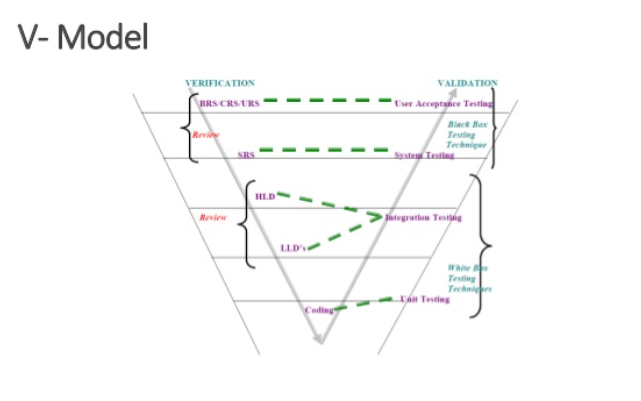 V- Model
VERIFICATION
VALIDATION
BRS/CRS/URS
User Acceptance Testing
Black Box
Testing
Technique
Review
SRS
System Testing
HLD
Review
Integration Testing
LLD's
White Box
Testing
Techniques
Unit Testing
Coding